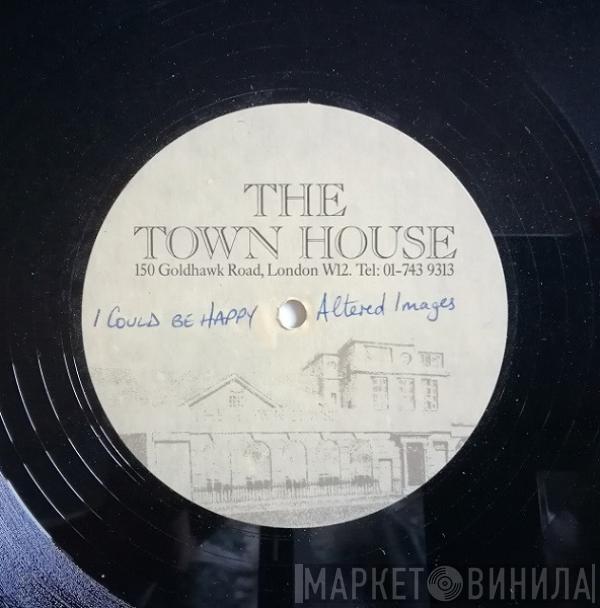 THE
TOWN HOUSE
150 Goldhawk Road, London W12. Tel: 01-743 9313
I COULD BE HAPPY Altered Images
МАРКЕТ ВИНИЛА